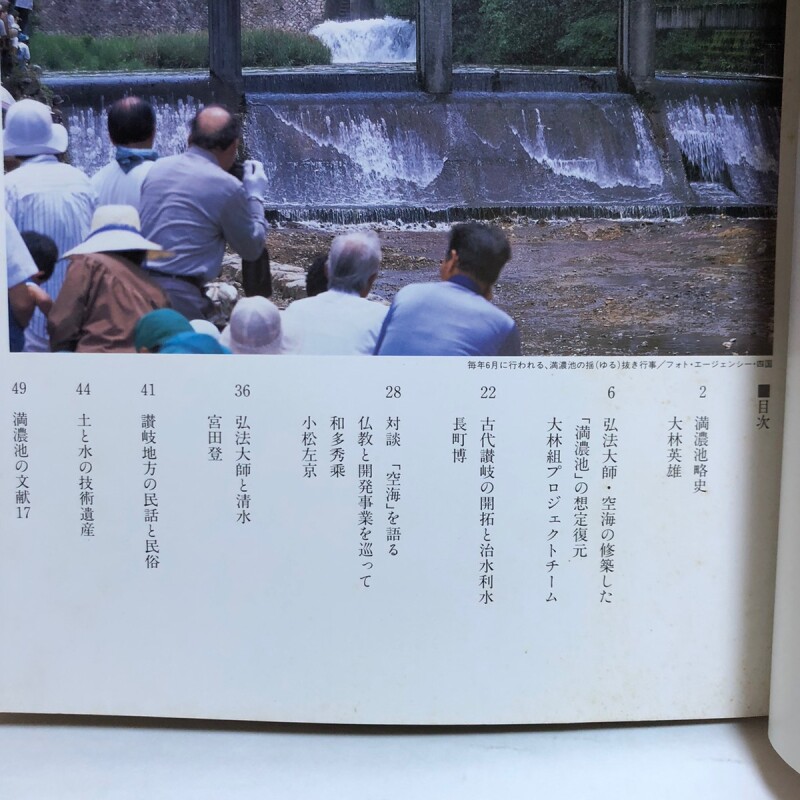 毎年6月に行われる、満濃池の揺(ゆる)抜き行事／フォト・エージェンシー・四国
■目次
2 満濃池略史
大林英雄
6 弘法大師・空海の修築した
「満濃池」の想定復元
大林組プロジェクトチーム
22 古代讃岐の開拓と治水利水
長町博
28 対談 「空海」を語る
仏教と開発事業を巡って
和多秀乘
小松左京
36 弘法大師と清水
宮田登
41 讃岐地方の民話と民俗
44 土と水の技術遺産
49 満濃池の文献17